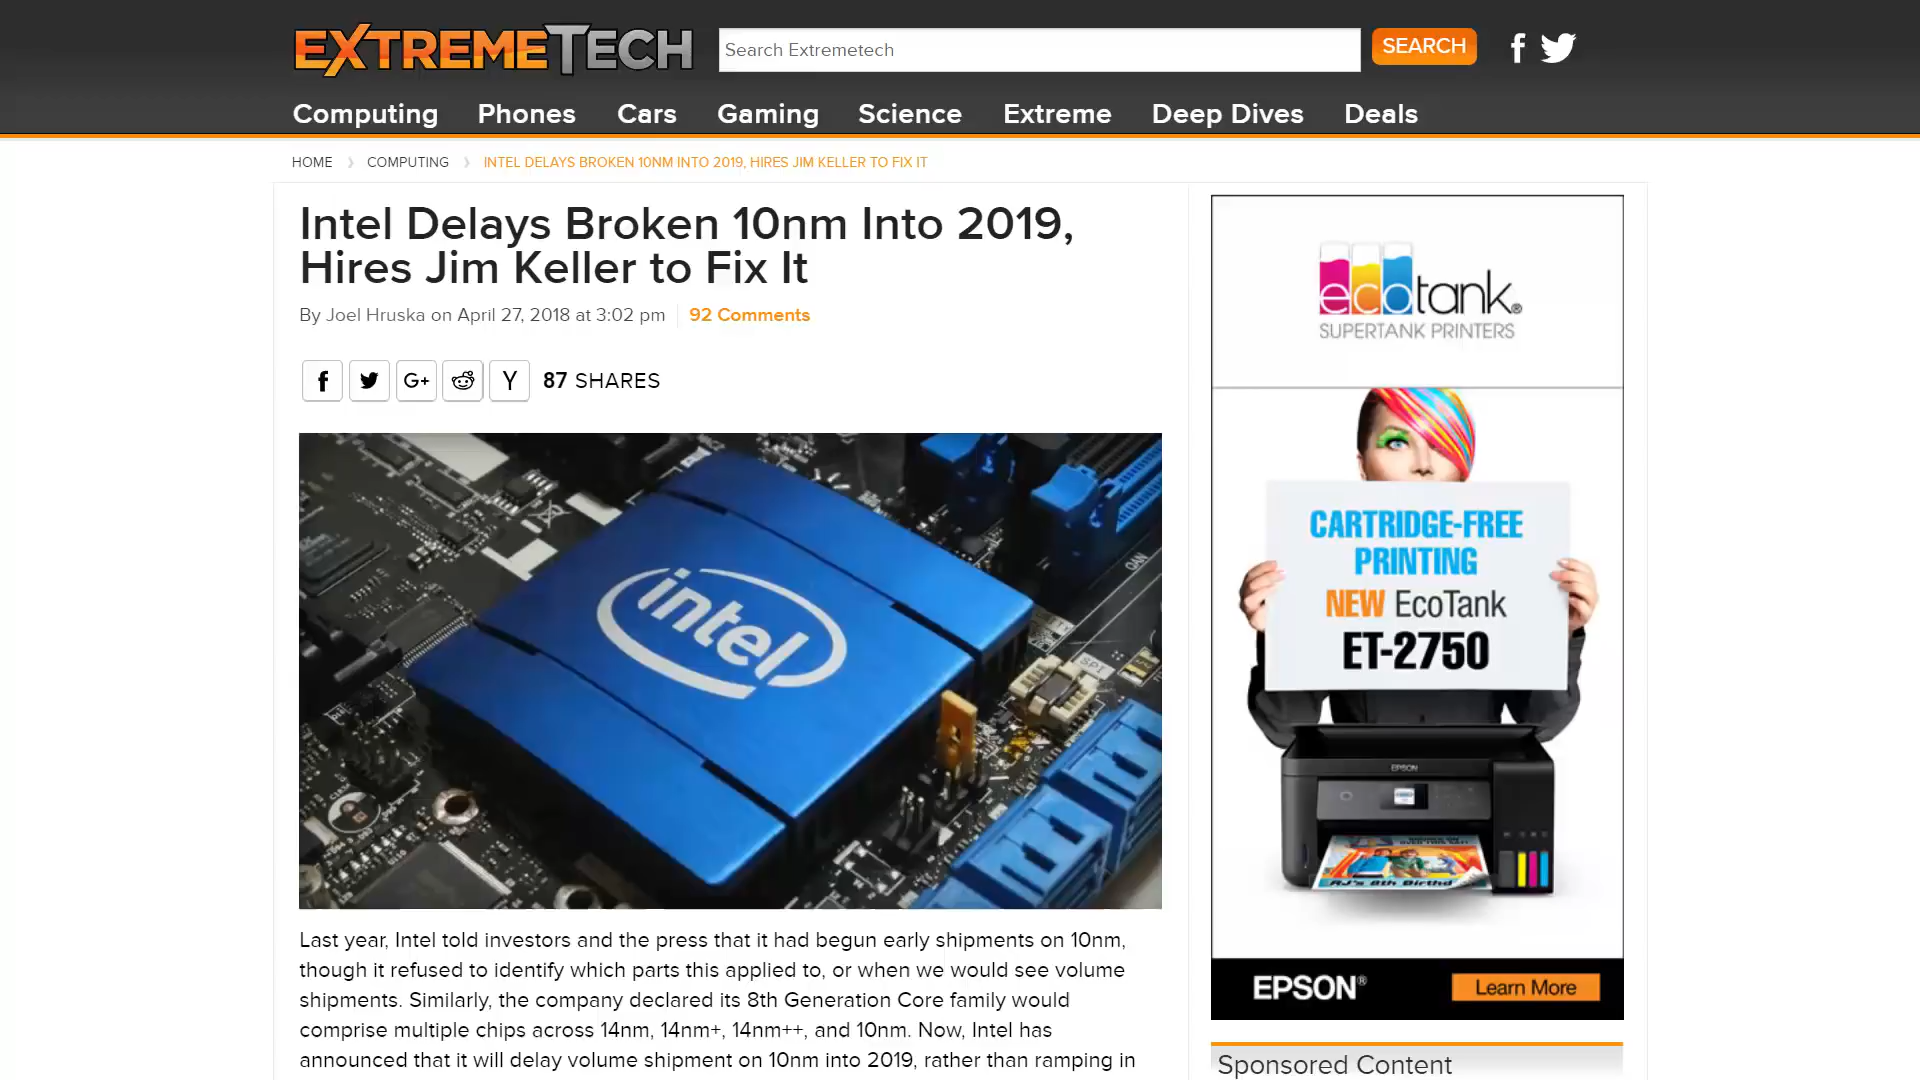 EXTREMETECH
Search Extremetech
SEARCH
Computing Phones Cars Gaming Science Extreme Deep Dives Deals
HOME COMPUTING INTEL DELAYS BROKEN 10NM INTO 2019, HIRES JIM KELLER TO FIX IT
Intel Delays Broken 10nm Into 2019,
Hires Jim Keller to Fix It
By Joel Hruska on April 27, 2018 at 3:02 pm 92 Comments
G+ Y 87 SHARES
intel
SPI
Last year, Intel told investors and the press that it had begun early shipments on 10nm,
though it refused to identify which parts this applied to, or when we would see volume
shipments. Similarly, the company declared its 8th Generation Core family would
comprise multiple chips across 14nm, 14nm+, 14nm++, and 10nm. Now, Intel has
announced that it will delay volume shipment on 10nm into 2019, rather than ramping in
ecotank®
SUPERTANK PRINTERS
CARTRIDGE-FREE
PRINTING
NEW EcoTank
ET-2750
EPSON
EPSON®
Learn More
Sponsored Content